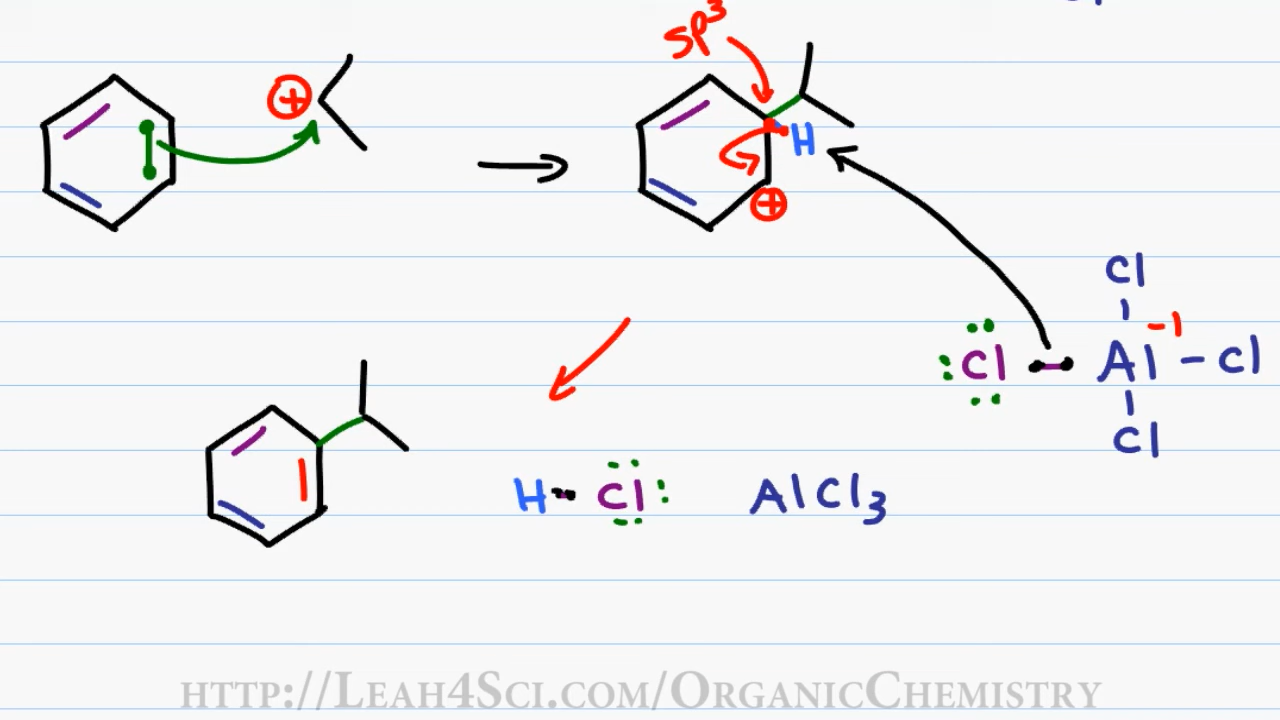 sp³
⊕
H
⊕
Cl
-1
:Cl - Al - Cl
Cl
H - Cl: AlCl₃
http://Leah4Sci.com/OrganicChemistry